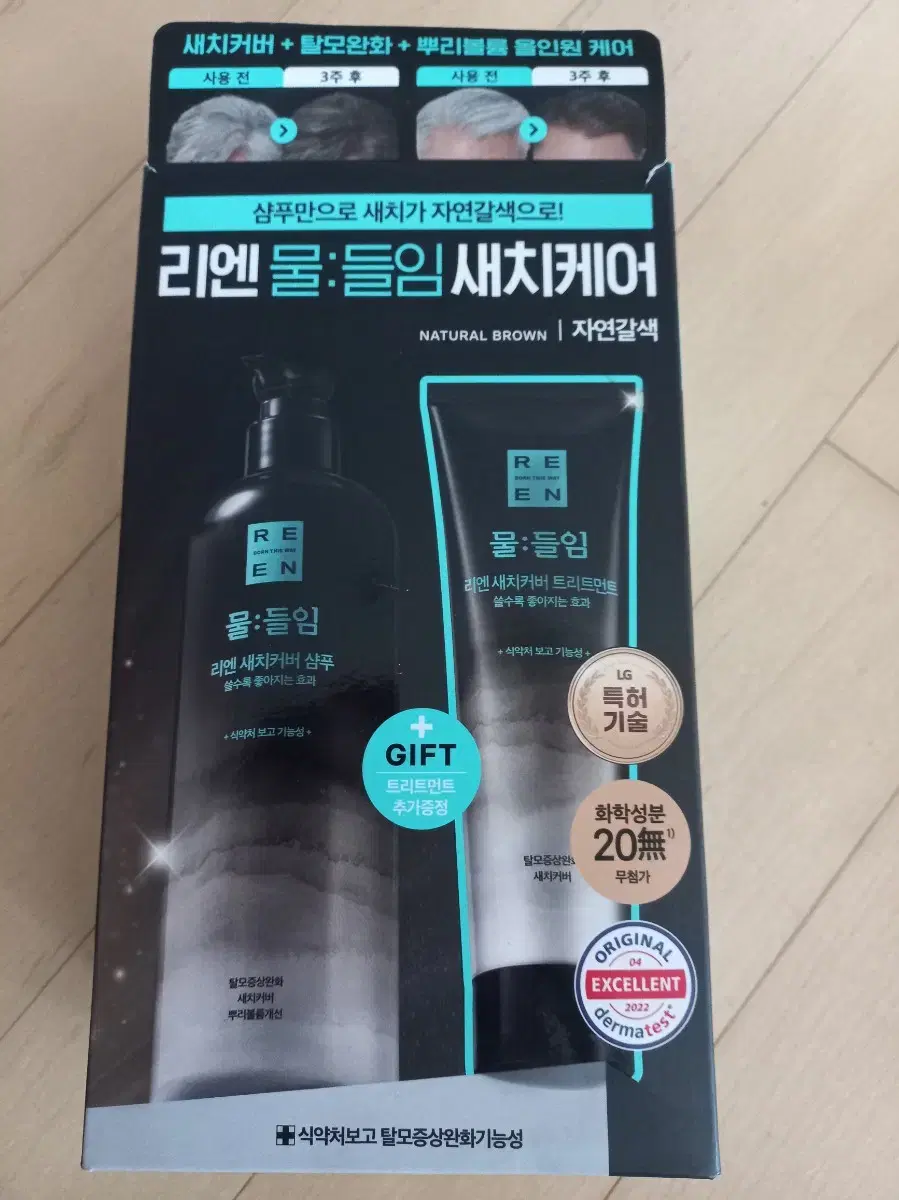 새치커버 + 탈모완화 + 뿌리볼륨 올인원 케어
사용 전 3주 후 사용 전 3주 후
샴푸만으로 새치가 자연갈색으로!
리엔 물:들임 새치케어
NATURAL BROWN | 자연갈색
RE
BORN THIS WAY
EN
물:들임
리엔 새치커버 트리트먼트
쓸수록 좋아지는 효과
+ 식약처 보고 기능성 +
RE
BORN THIS WAY
EN
물:들임
리엔 새치커버 샴푸
쓸수록 좋아지는 효과
+ 식약처 보고 기능성 +
LG
특허
기술
+
GIFT
트리트먼트
추가증정
화학성분
20無 1)
무첨가
탈모증상완화
새치커버
ORIGINAL
04
EXCELLENT
2022
dermatest
탈모증상완화
새치커버
뿌리볼륨개선
식약처보고 탈모증상완화기능성